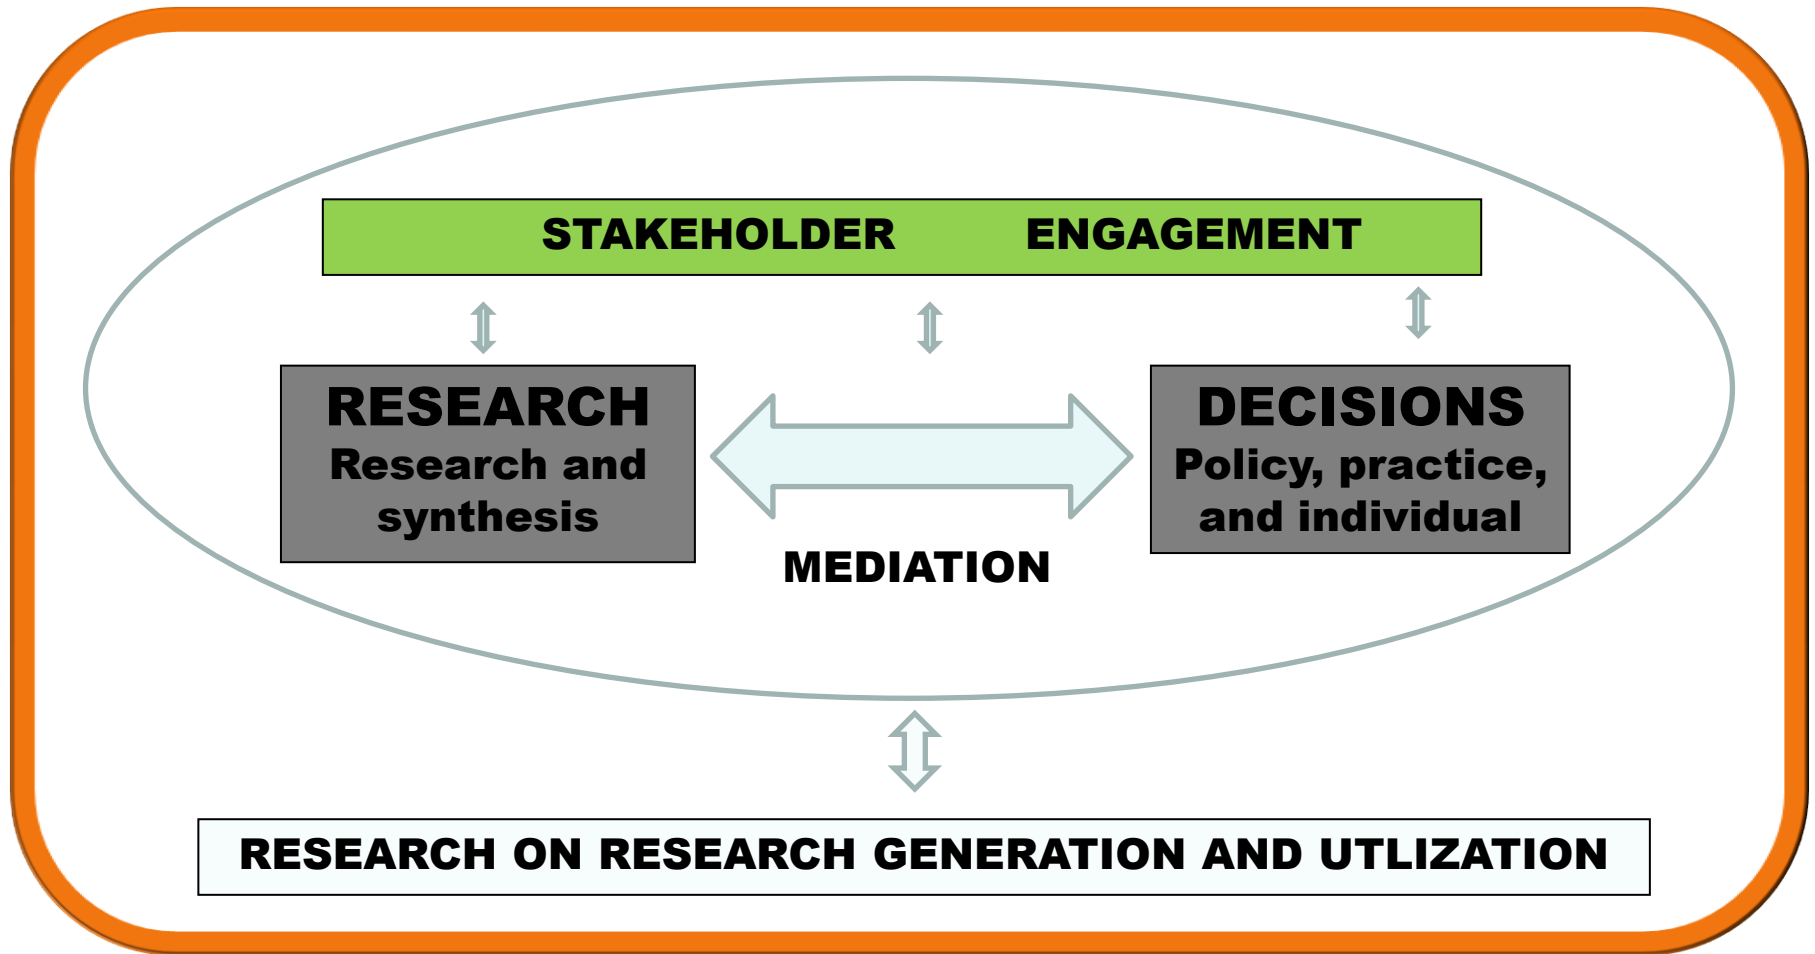 STAKEHOLDER ENGAGEMENT
RESEARCH
Research and
synthesis
DECISIONS
Policy, practice,
and individual
MEDIATION
RESEARCH ON RESEARCH GENERATION AND UTLIZATION